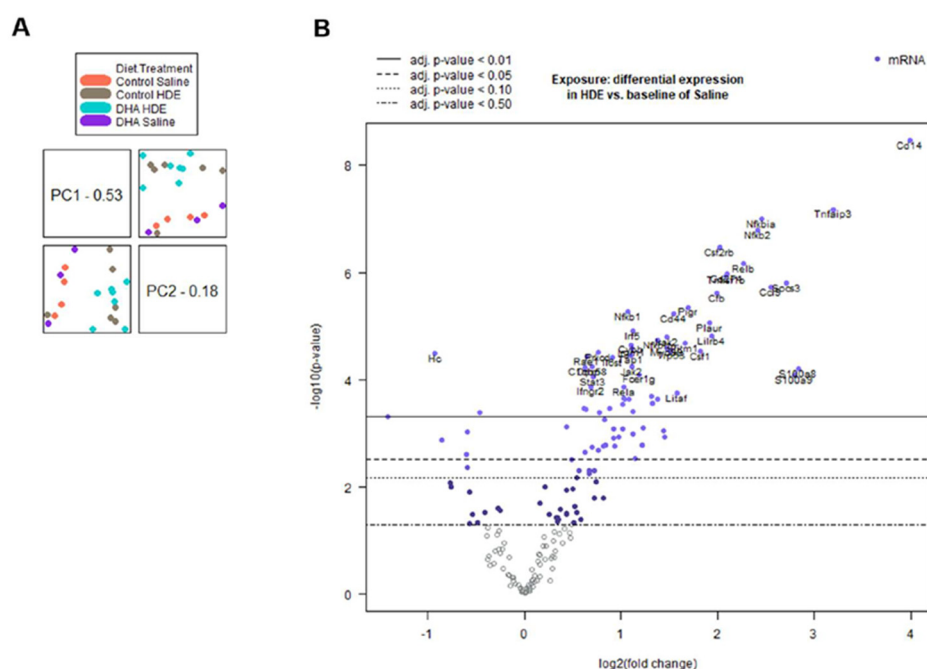 A
Diet.Treatment
Control Saline
Control HDE
DHA HDE
DHA Saline
PC1 - 0.53
PC2 - 0.18
B
adj. p-value < 0.01
adj. p-value < 0.05
adj. p-value < 0.10
adj. p-value < 0.50
Exposure: differential expression
in HDE vs. baseline of Saline
mRNA
-log10(p-value)
8
6
4
2
0
Cd14
Tnfaip3
Nfkbia
Nfkb2
Csf2rb
Relb
Socs3
Ccl9
Cfb
Pigr
Nfkb1
Cd44
Plaur
Irf5
Lilrb4
Csf1
Hc
Tap1
Jak2
S100a8
S100a9
Fcer1g
Stat3
Ifngr2
Rela
Litaf
-1
0
1
2
3
4
log2(fold change)